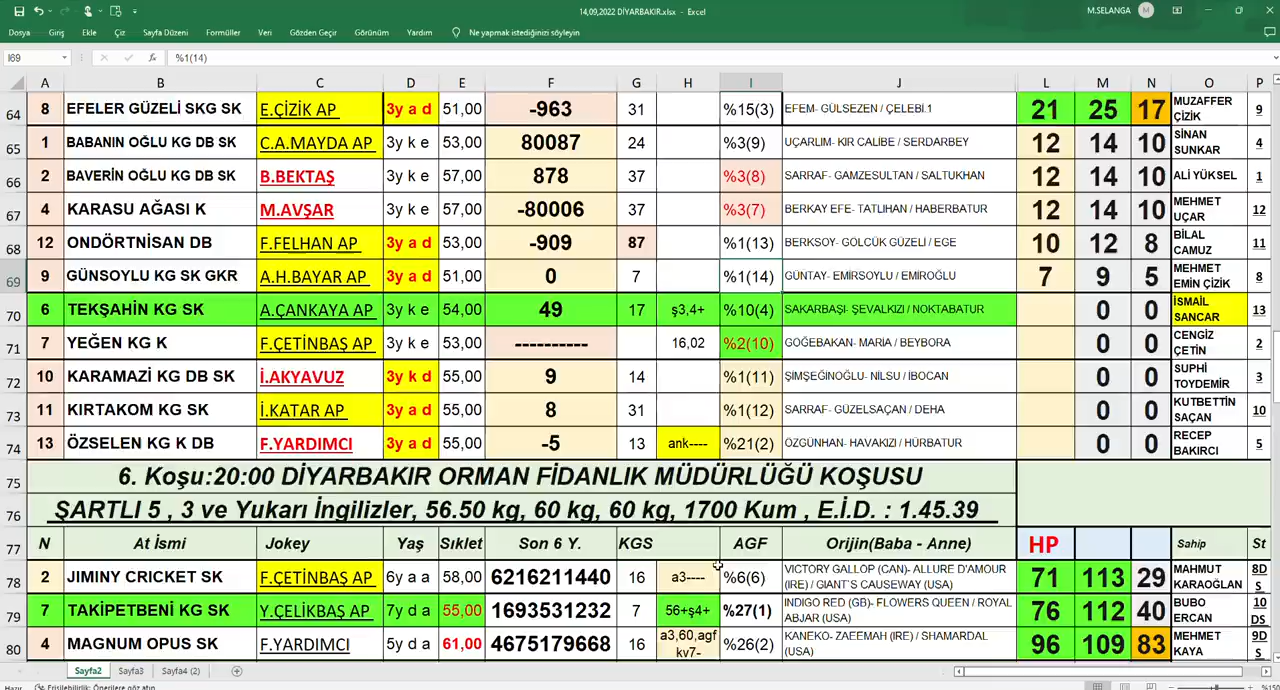 14,09,2022 DİYARBAKIR.xlsx - Excel
M.SELANGA M
Dosya Giriş Ekle Çiz Sayfa Düzeni Formüller Veri Gözden Geçir Görünüm Yardım Ne yapmak istediğinizi söyleyin
I69 fx %1(14)
A B C D E F G H I J L M N O P
64 8 EFELER GÜZELİ SKG SK E.ÇİZİK AP 3y a d 51,00 -963 31 %15(3) EFEM- GÜLSEZEN / ÇELEBİ.1 21 25 17 MUZAFFER ÇİZİK 9
65 1 BABANIN OĞLU KG DB SK C.A.MAYDA AP 3y k e 53,00 80087 24 %3(9) UÇARLIM- KIR CALİBE / SERDARBEY 12 14 10 SİNAN SUNKAR 4
66 2 BAVERİN OĞLU KG DB SK B.BEKTAŞ 3y k e 57,00 878 37 %3(8) SARRAF- GAMZESULTAN / SALTUKHAN 12 14 10 ALİ YÜKSEL 1
67 4 KARASU AĞASI K M.AVŞAR 3y k e 57,00 -80006 37 %3(7) BERKAY EFE- TATLIHAN / HABERBATUR 12 14 10 MEHMET UÇAR 12
68 12 ONDÖRTNİSAN DB F.FELHAN AP 3y a d 53,00 -909 87 %1(13) BERKSOY- GÖLCÜK GÜZELİ / EGE 10 12 8 BİLAL CAMUZ 11
69 9 GÜNSOYLU KG SK GKR A.H.BAYAR AP 3y a d 51,00 0 7 %1(14) GÜNTAY- EMİRSOYLU / EMİROĞLU 7 9 5 MEHMET EMİN ÇİZİK 8
70 6 TEKŞAHİN KG SK A.ÇANKAYA AP 3y k e 54,00 49 17 ş3,4+ %10(4) SAKARBAŞI- ŞEVALKIZI / NOKTABATUR 0 0 İSMAİL SANCAR 13
71 7 YEĞEN KG K F.ÇETİNBAŞ AP 3y k e 53,00 ---------- 16,02 %2(10) GÖĞEBAKAN- MARIA / BEYBORA 0 0 CENGİZ ÇETİN 2
72 10 KARAMAZİ KG DB SK İ.AKYAVUZ 3y k d 55,00 9 14 %1(11) ŞİMŞEĞİNOĞLU- NİLSU / İBOCAN 0 0 SUPHİ TOYDEMİR 3
73 11 KIRTAKOM KG SK İ.KATAR AP 3y a d 55,00 8 31 %1(12) SARRAF- GÜZELSAÇAN / DEHA 0 0 KUTBETTİN SAÇAN 10
74 13 ÖZSELEN KG K DB F.YARDIMCI 3y a d 55,00 -5 13 ank---- %21(2) ÖZGÜNHAN- HAVAKIZI / HÜRBATUR 0 0 RECEP BAKIRCI 5
75 6. Koşu:20:00 DİYARBAKIR ORMAN FİDANLIK MÜDÜRLÜĞÜ KOŞUSU
76 ŞARTLI 5 , 3 ve Yukarı İngilizler, 56.50 kg, 60 kg, 60 kg, 1700 Kum , E.İ.D. : 1.45.39
77 N At İsmi Jokey Yaş Sıklet Son 6 Y. KGS AGF Orijin(Baba - Anne) HP Sahip St
78 2 JIMINY CRICKET SK F.ÇETİNBAŞ AP 6y a a 58,00 6216211440 16 a3---- %6(6) VICTORY GALLOP (CAN)- ALLURE D'AMOUR (IRE) / GIANT`S CAUSEWAY (USA) 71 113 29 MAHMUT KARAOĞLAN 8D S
79 7 TAKİPETBENİ KG SK Y.ÇELİKBAŞ AP 7y d a 55,00 1693531232 7 56+ş4+ %27(1) INDIGO RED (GB)- FLOWERS QUEEN / ROYAL ABJAR (USA) 76 112 40 BUBO ERCAN 10 DS
80 4 MAGNUM OPUS SK F.YARDIMCI 5y d a 61,00 4675179668 16 a3,60,agf kv7- %26(2) KANEKO- ZAEEMAH (IRE) / SHAMARDAL (USA) 96 109 83 MEHMET KAYA 9D S
Sayfa2 Sayfa3 Sayfa4 (2)
Hazır Erişilebilirlik: Önerilere göz atın %150